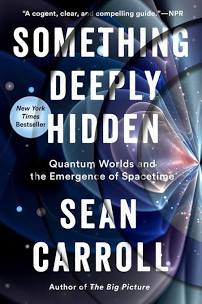 "A cogent, clear, and compelling guide."—NPR
SOMETHING
DEEPLY
HIDDEN
New York
Times
Bestseller
Quantum Worlds and
the Emergence of Spacetime
SEAN
CARROLL
Author of The Big Picture